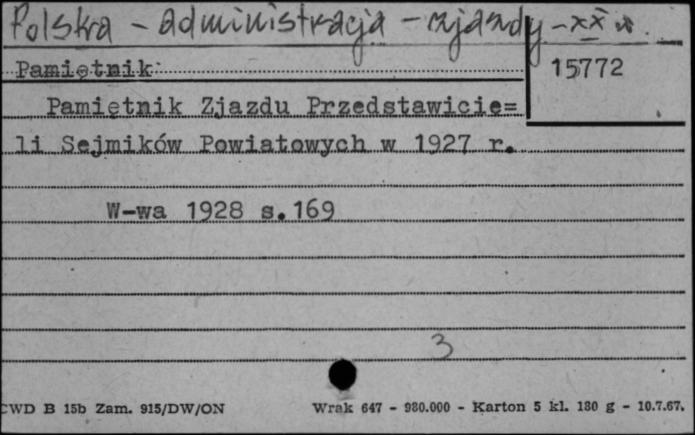 Polska - administracja - zjazdy - XX w.
Pamiętnik
15772
Pamiętnik Zjazdu Przedstawicie=
li Sejmików Powiatowych w 1927 r.
W-wa 1928 s.169
3
CWD B 15b Zam. 915/DW/ON Wrak 647 - 980.000 - Karton 5 kl. 180 g - 10.7.67.